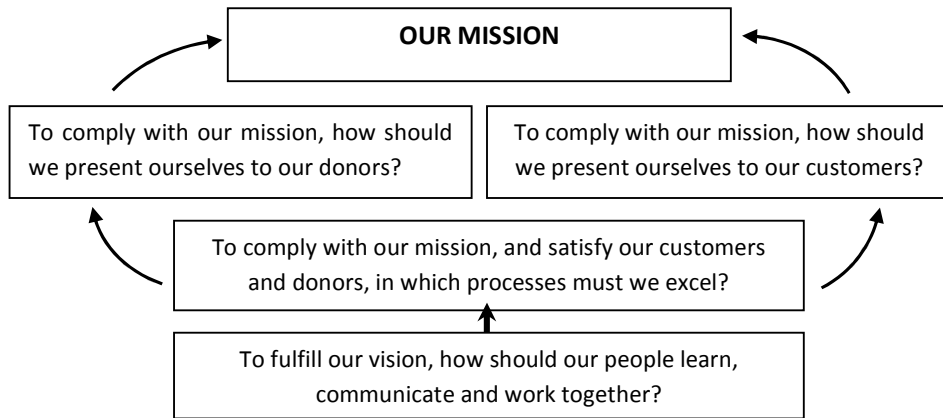 OUR MISSION
To comply with our mission, how should
we present ourselves to our donors?
To comply with our mission, how should
we present ourselves to our customers?
To comply with our mission, and satisfy our customers
and donors, in which processes must we excel?
To fulfill our vision, how should our people learn,
communicate and work together?